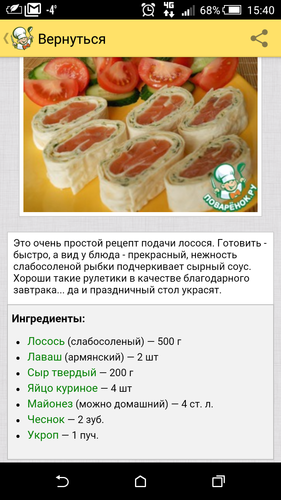 -4°
4G
68%
15:40
Вернуться
ПОВАРЁНОК.РУ
Это очень простой рецепт подачи лосося. Готовить -
быстро, а вид у блюда - прекрасный, нежность
слабосоленой рыбки подчеркивает сырный соус.
Хороши такие рулетики в качестве благодарного
завтрака... да и праздничный стол украсят.
Ингредиенты:
Лосось (слабосоленый) — 500 г
Лаваш (армянский) — 2 шт
Сыр твердый — 200 г
Яйцо куриное — 4 шт
Майонез (можно домашний) — 4 ст. л.
Чеснок — 2 зуб.
Укроп — 1 пуч.